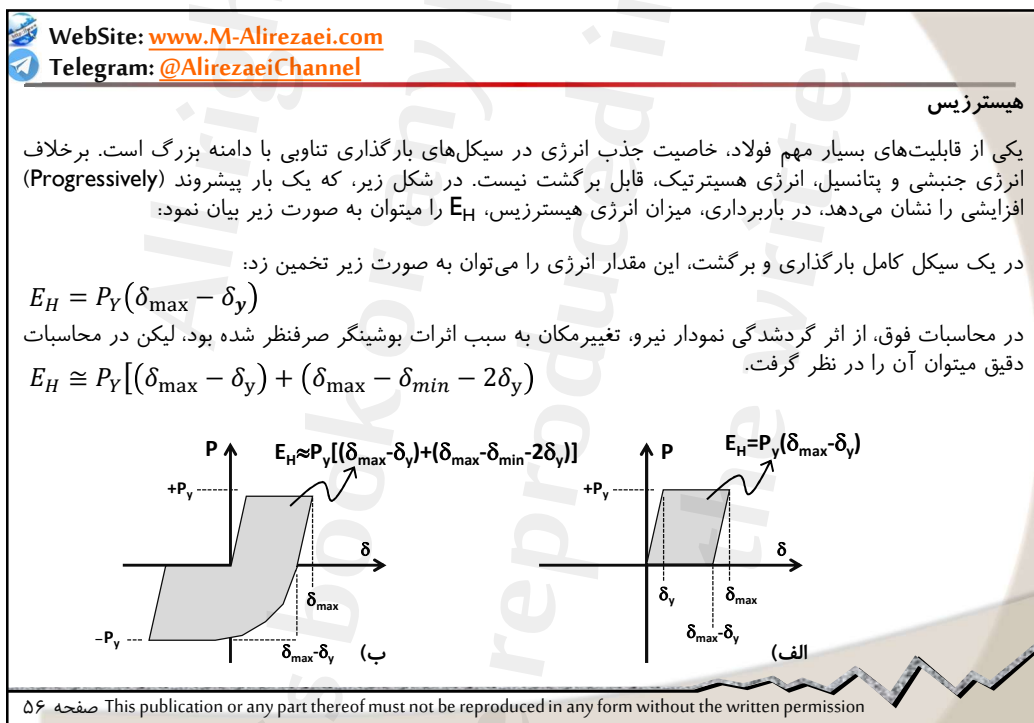 WebSite: www.M-Alirezaei.com
Telegram: @AlirezaeiChannel
هیسترزیس
یکی از قابلیت‌های بسیار مهم فولاد، خاصیت جذب انرژی در سیکل‌های بارگذاری تناوبی با دامنه بزرگ است. برخلاف
انرژی جنبشی و پتانسیل، انرژی هسیترتیک، قابل برگشت نیست. در شکل زیر، که یک بار پیشروند (Progressively)
افزایشی را نشان می‌دهد، در باربرداری، میزان انرژی هیسترزیس، E_H را میتوان به صورت زیر بیان نمود:
در یک سیکل کامل بارگذاری و برگشت، این مقدار انرژی را می‌توان به صورت زیر تخمین زد:
E_H = P_Y(δ_max − δ_y)
در محاسبات فوق، از اثر گردشدگی نمودار نیرو، تغییرمکان به سبب اثرات بوشینگر صرفنظر شده بود، لیکن در محاسبات
دقیق میتوان آن را در نظر گرفت.
E_H ≅ P_Y[(δ_max − δ_y) + (δ_max − δ_min − 2δ_y)
P
E_H≈P_y[(δ_max-δ_y)+(δ_max-δ_min-2δ_y)]
+P_y
δ
δ_max
−P_y
δ_max-δ_y
ب)
P
E_H=P_y(δ_max-δ_y)
+P_y
δ
δ_y
δ_max
δ_max-δ_y
الف)
صفحه ۵۶ This publication or any part thereof must not be reproduced in any form without the written permission